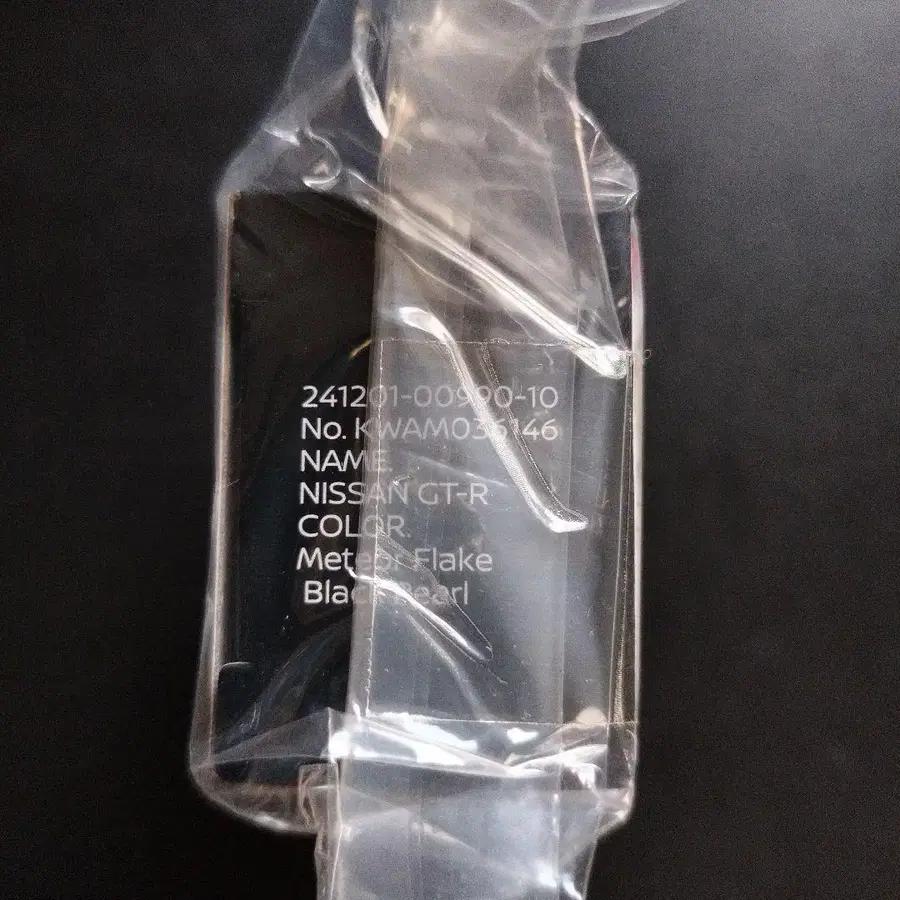 241201-00990-10
No. KWAM036146
NAME.
NISSAN GT-R
COLOR.
Meteor Flake
Black Pearl